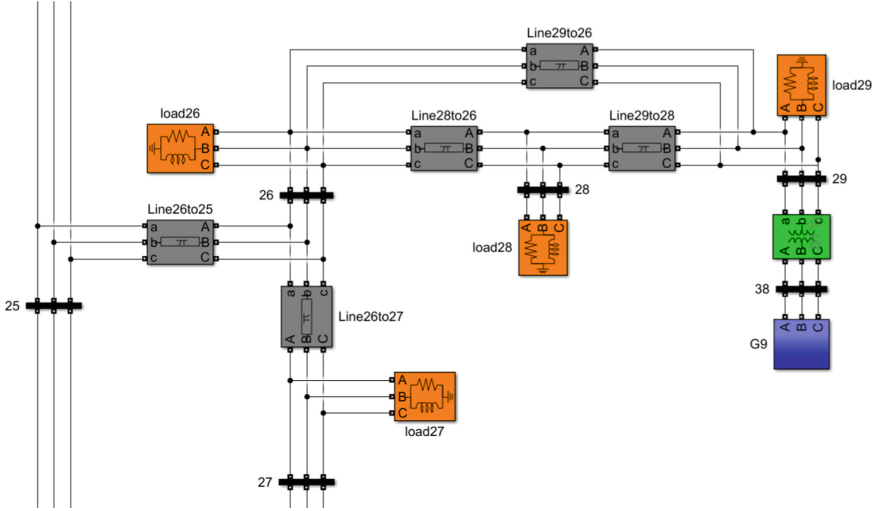 Line29to26
a A
b B
c C
load29
A B C
load26
A
B
C
Line28to26
a A
b B
c C
Line29to28
a A
b B
c C
26
28
29
Line26to25
a A
b B
c C
load28
A B C
a b c
A B C
25
38
a b c
Line26to27
A B C
G9
A B C
A
B
C
load27
27